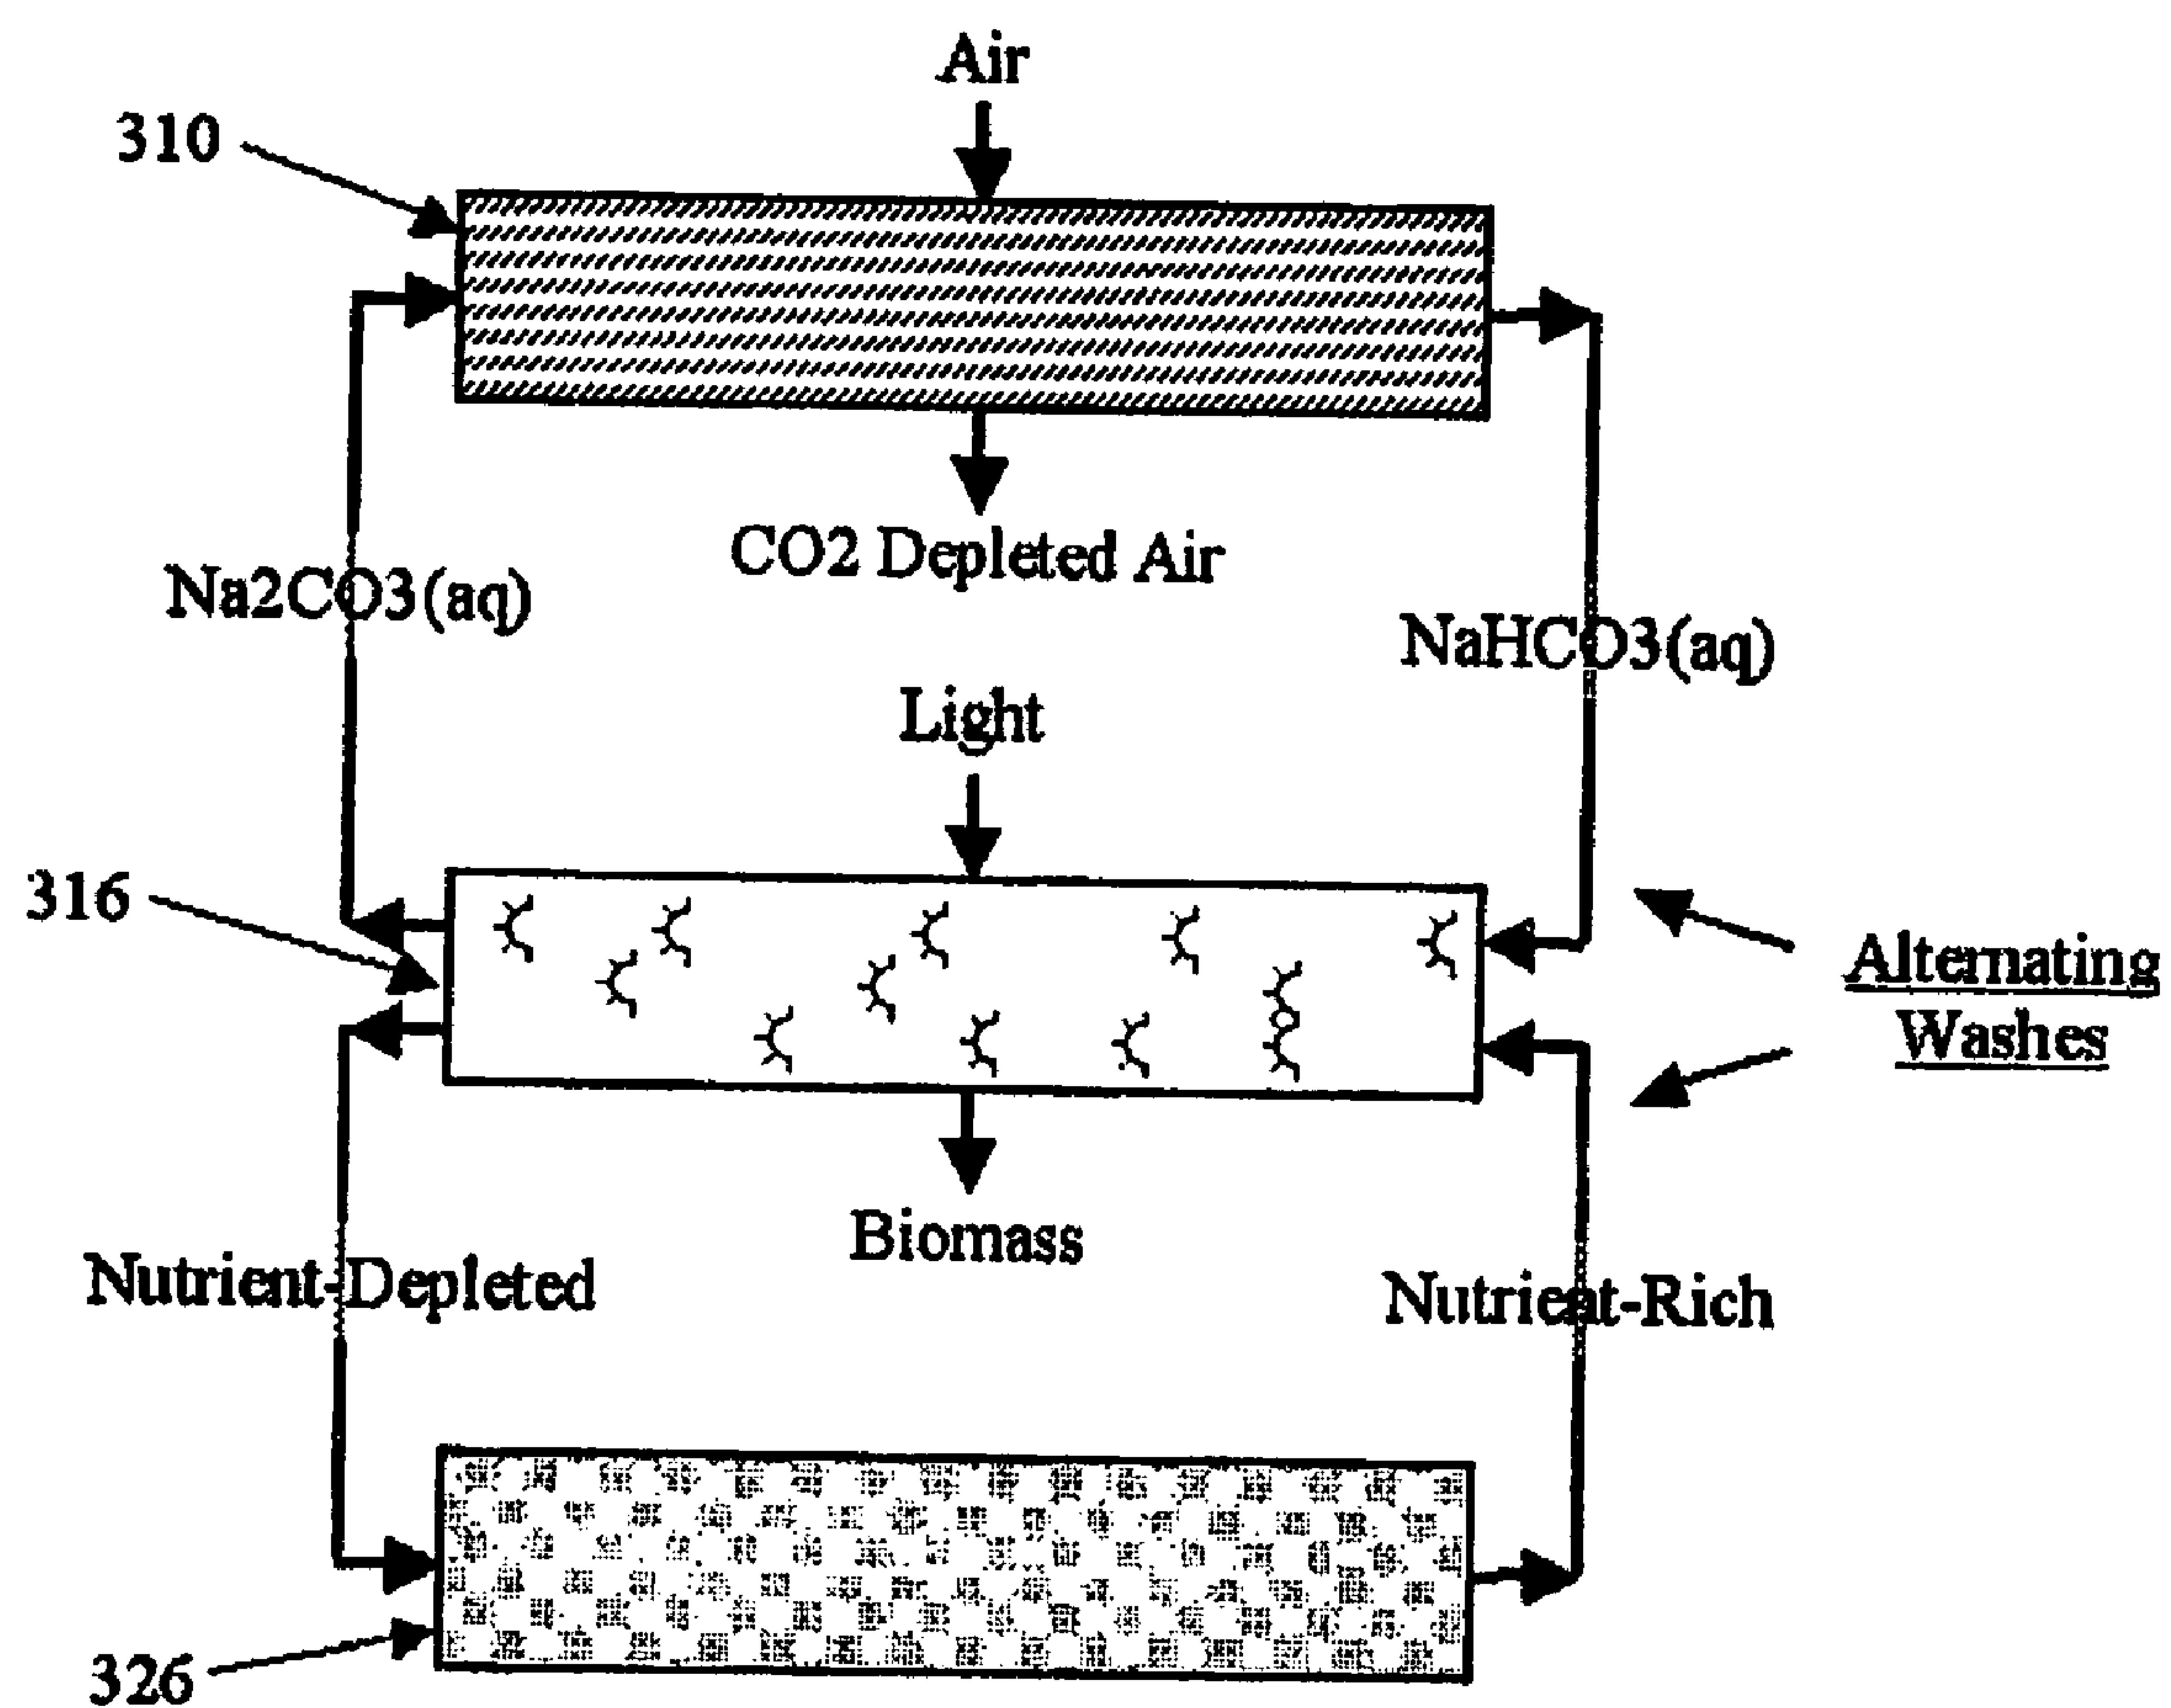 Air
310
CO2 Depleted Air
Na2CO3(aq)
NaHCO3(aq)
Light
316
Alternating
Washes
Biomass
Nutrient-Depleted
Nutrient-Rich
326